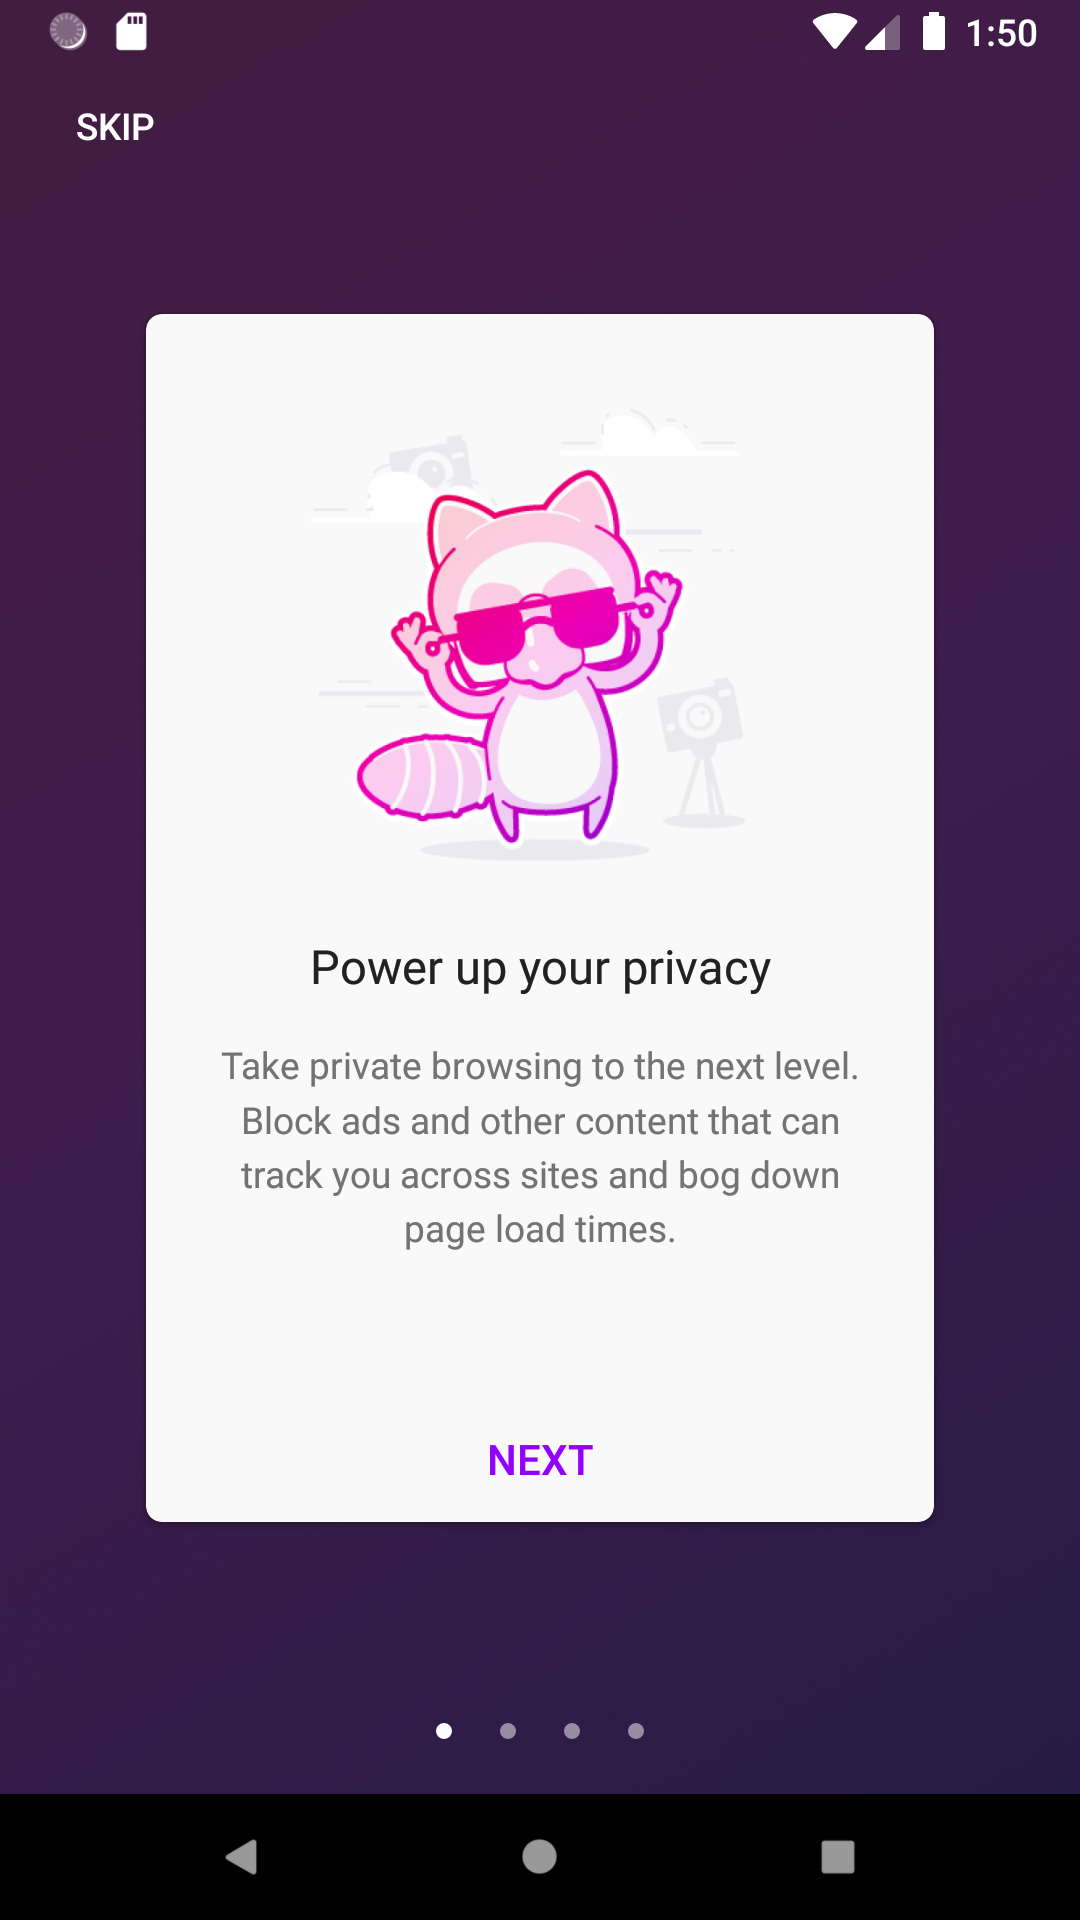 1:50
SKIP
Power up your privacy
Take private browsing to the next level.
Block ads and other content that can
track you across sites and bog down
page load times.
NEXT